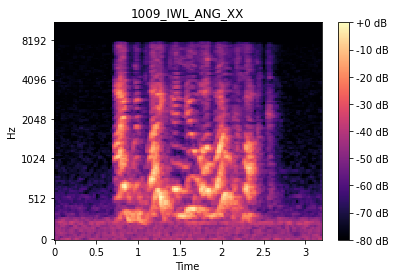 1009_IWL_ANG_XX
Hz
8192
4096
2048
1024
512
0
0 0.5 1 1.5 2 2.5 3
Time
+0 dB
-10 dB
-20 dB
-30 dB
-40 dB
-50 dB
-60 dB
-70 dB
-80 dB